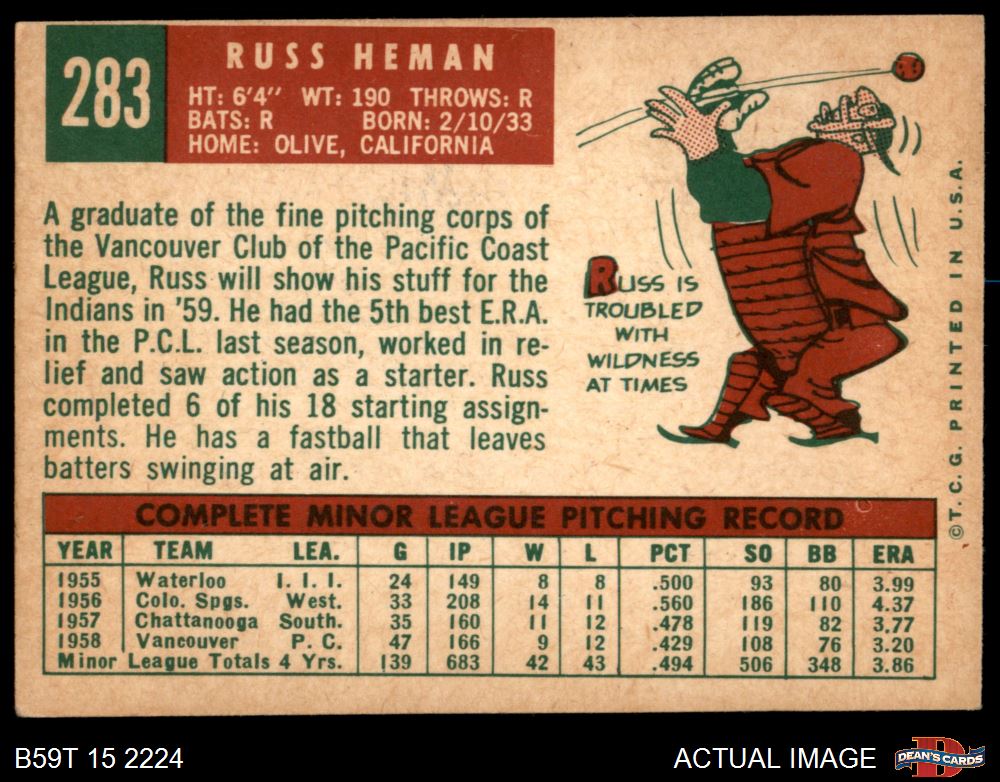 283
RUSS HEMAN
HT: 6'4" WT: 190 THROWS: R
BATS: R BORN: 2/10/33
HOME: OLIVE, CALIFORNIA
A graduate of the fine pitching corps of
the Vancouver Club of the Pacific Coast
League, Russ will show his stuff for the
Indians in '59. He had the 5th best E.R.A.
in the P.C.L. last season, worked in re-
lief and saw action as a starter. Russ
completed 6 of his 18 starting assign-
ments. He has a fastball that leaves
batters swinging at air.
RUSS IS
TROUBLED
WITH
WILDNESS
AT TIMES
©T.C.G. PRINTED IN U.S.A.
COMPLETE MINOR LEAGUE PITCHING RECORD
YEAR TEAM LEA. G IP W L PCT SO BB ERA
1955 Waterloo I. I. I. 24 149 8 8 .500 93 80 3.99
1956 Colo. Spgs. West. 33 208 14 11 .560 186 110 4.37
1957 Chattanooga South. 35 160 11 12 .478 119 82 3.77
1958 Vancouver P. C. 47 166 9 12 .429 108 76 3.20
Minor League Totals 4 Yrs. 139 683 42 43 .494 506 348 3.86
B59T 15 2224
ACTUAL IMAGE
D
DEAN'S CARDS